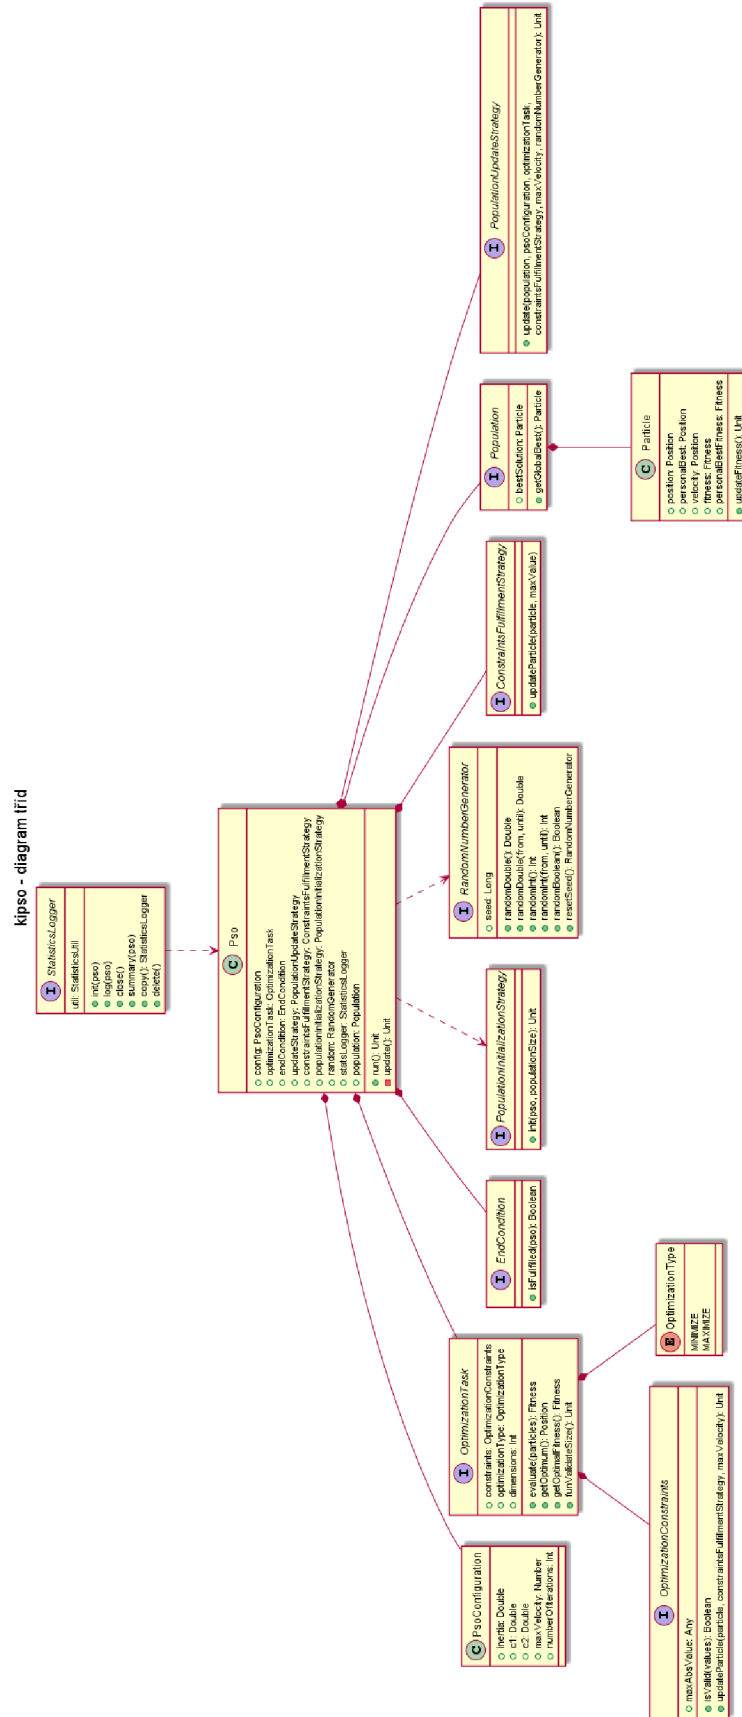 kipso - diagram tříd
I StatisticsLogger
util: StatisticsUtil
init(pso)
log(pso)
close()
summary(pso)
copy(): StatisticsLogger
delete()
C Pso
config: PsoConfiguration
optimizationTask: OptimizationTask
endCondition: EndCondition
updateStrategy: PopulationUpdateStrategy
constraintsFulfilmentStrategy: ConstraintsFulfilmentStrategy
populationInitializationStrategy: PopulationInitializationStrategy
random: RandomGenerator
statsLogger: StatisticsLogger
population: Population
run(): Unit
update(): Unit
C PsoConfiguration
inertia: Double
c1: Double
c2: Double
maxVelocity: Number
numberOfIterations: Int
I OptimizationTask
constraints: OptimizationConstraints
optimizationType: OptimizationType
dimensions: Int
evaluate(particles): Fitness
getOptimum(): Position
getOptimalFitness(): Fitness
funValidateSize(): Unit
I EndCondition
isFulfilled(pso): Boolean
I PopulationInitializationStrategy
init(pso, populationSize): Unit
I RandomNumberGenerator
seed: Long
randomDouble(): Double
randomDouble(from, until): Double
randomInt(): Int
randomInt(from, until): Int
randomBoolean(): Boolean
resetSeed(): RandomNumberGenerator
I ConstraintsFulfillmentStrategy
updateParticle(particle, maxValue)
I Population
bestSolution: Particle
getGlobalBest(): Particle
I PopulationUpdateStrategy
update(population, psoConfiguration, optimizationTask,
constraintsFulfillmentStrategy, maxVelocity, randomNumberGenerator): Unit
I OptimizationConstraints
maxAbsValue: Any
isValid(values): Boolean
updateParticle(particle, constraintsFulfillmentStrategy, maxVelocity): Unit
E OptimizationType
MINIMIZE
MAXIMIZE
C Particle
position: Position
personalBest: Position
velocity: Position
fitness: Fitness
personalBestFitness: Fitness
updateFitness(): Unit